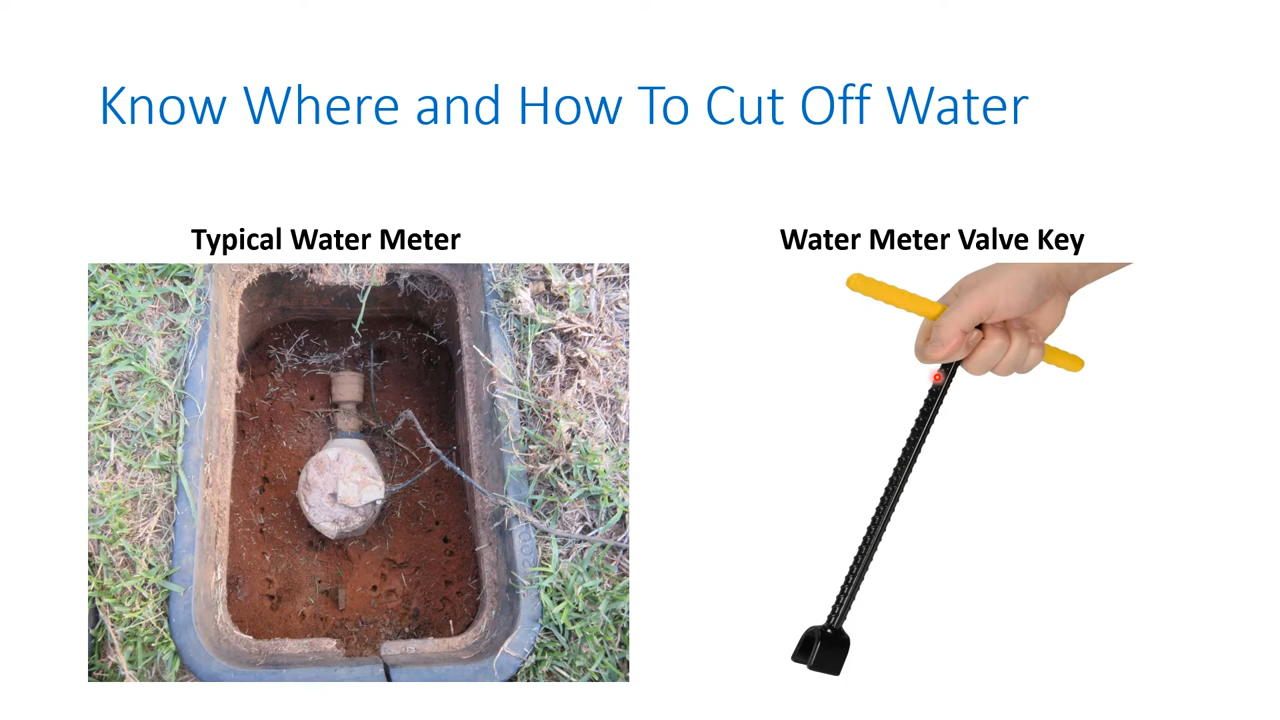 Know Where and How To Cut Off Water
Typical Water Meter
Water Meter Valve Key